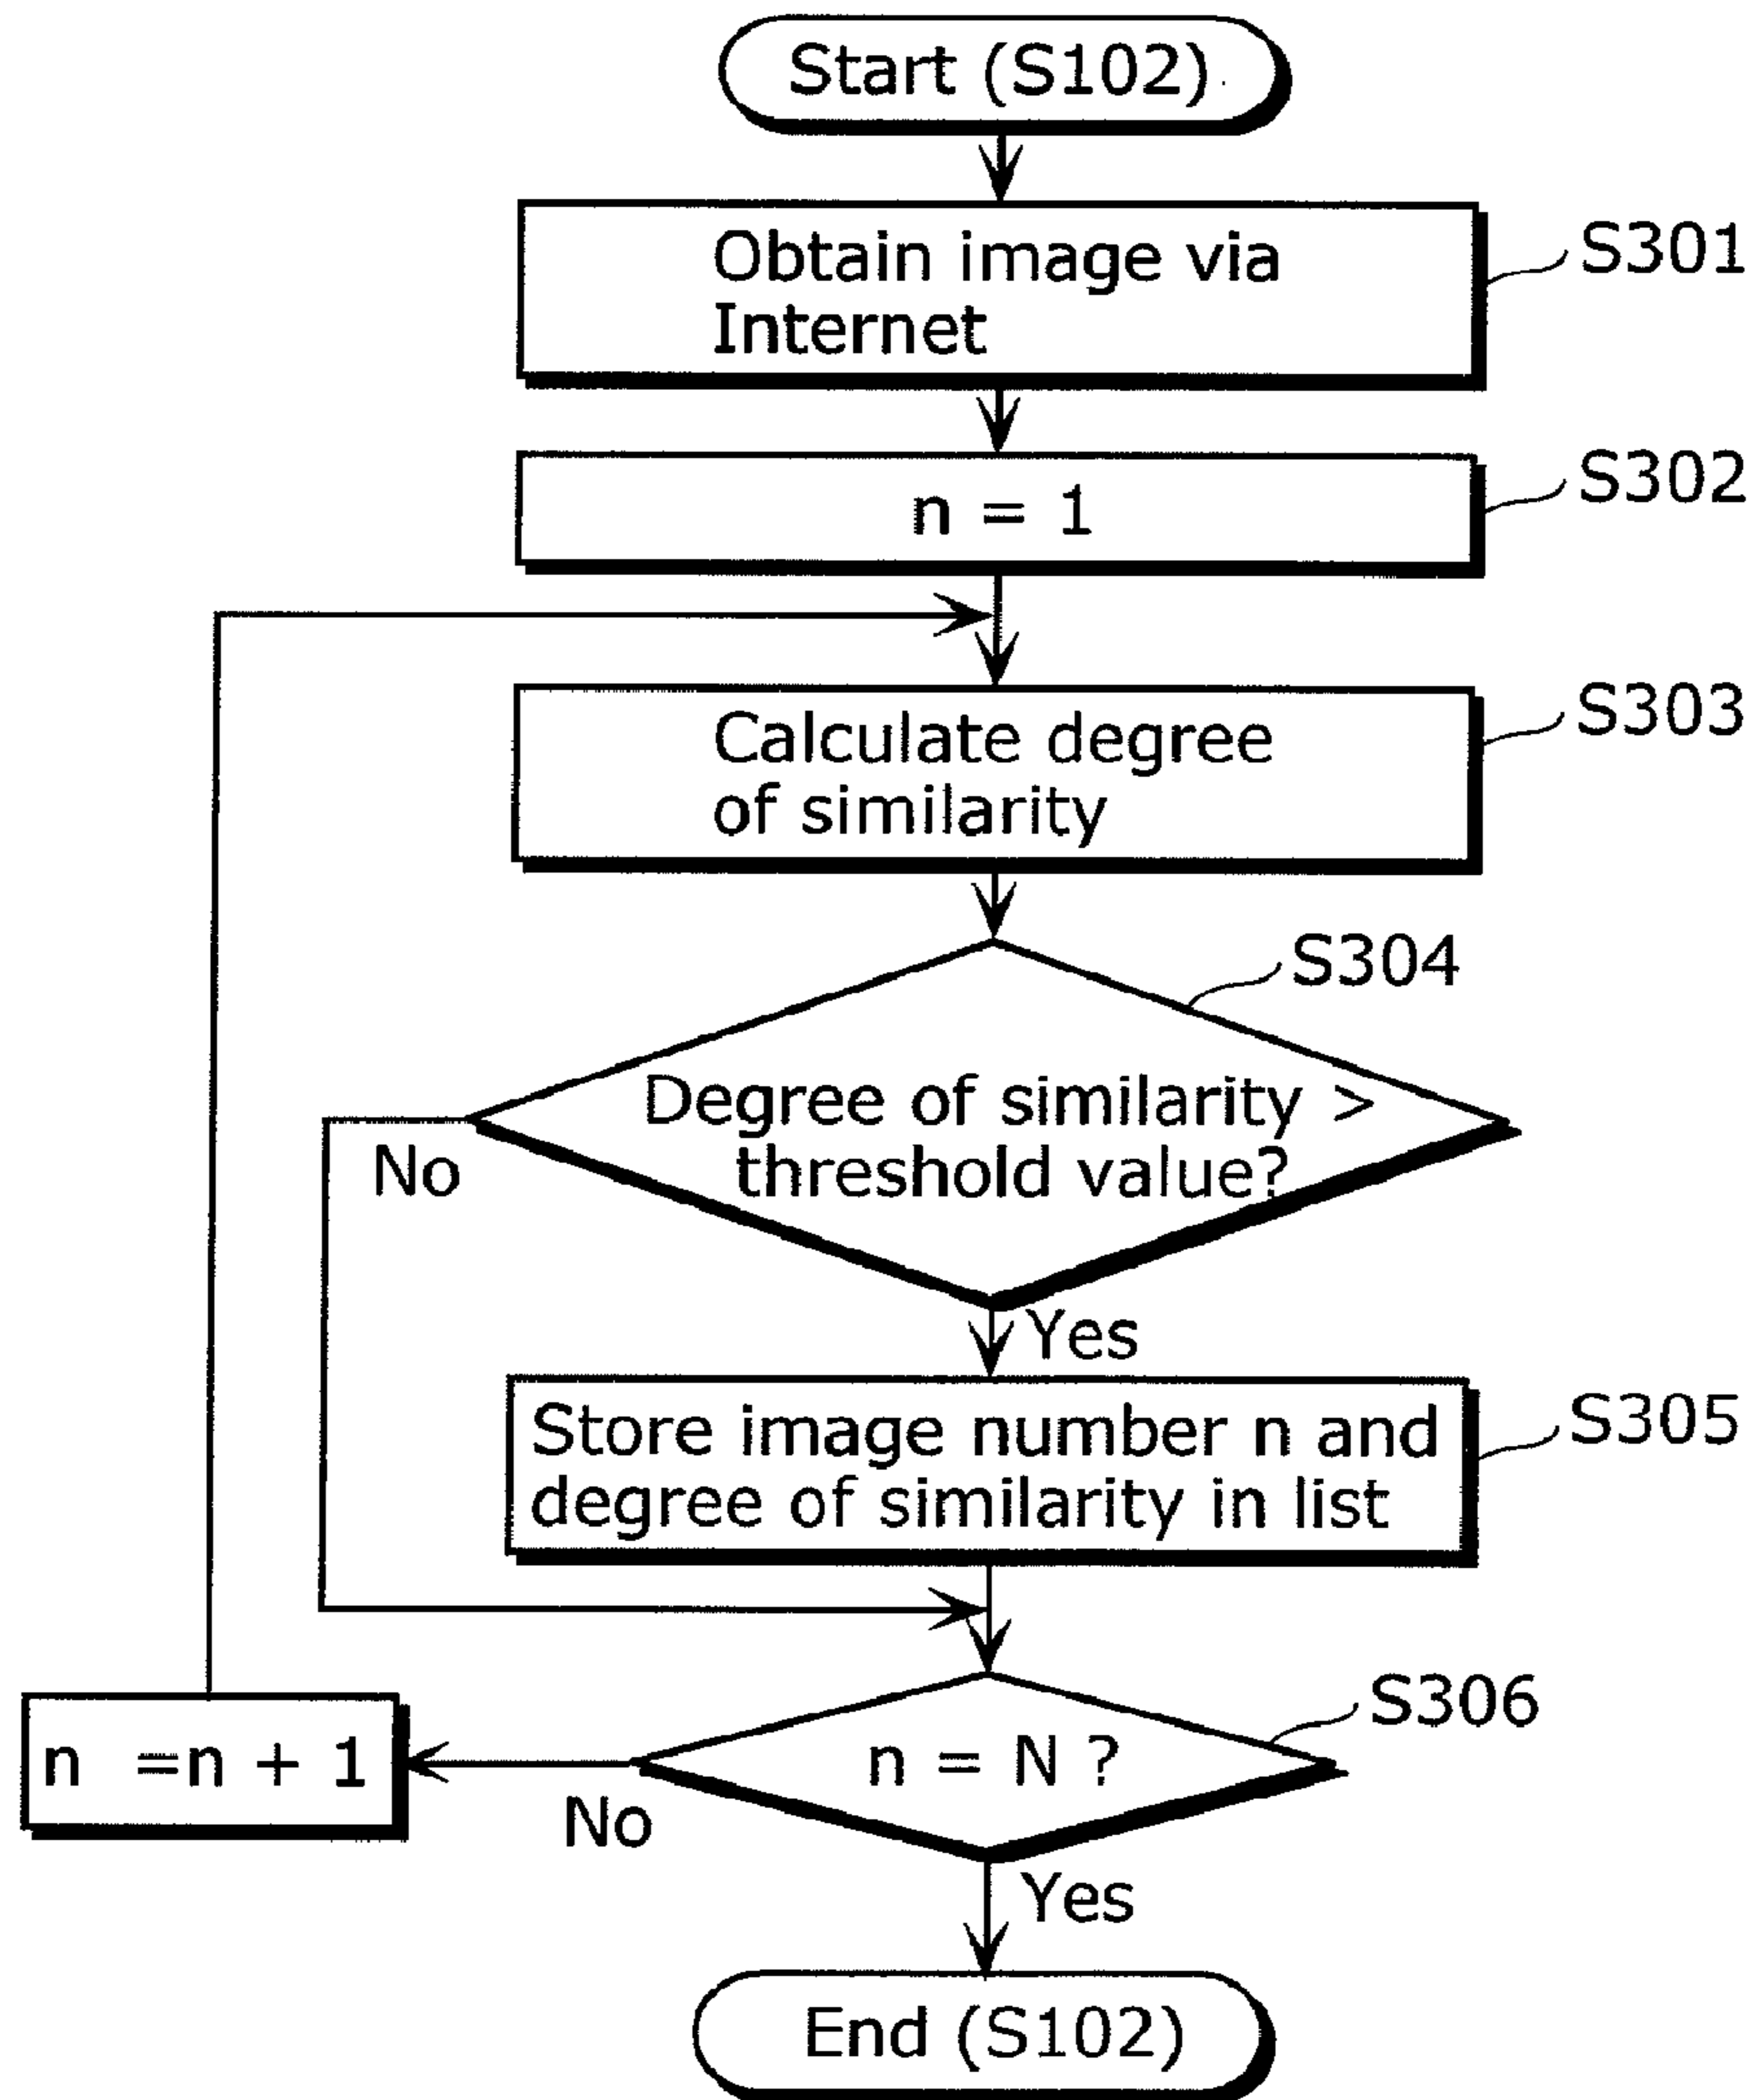 Start (S102)
Obtain image via
Internet
S301
n = 1
S302
Calculate degree
of similarity
S303
S304
Degree of similarity >
threshold value?
No
Yes
Store image number n and
degree of similarity in list
S305
S306
n = N ?
n =n + 1
No
Yes
End (S102)